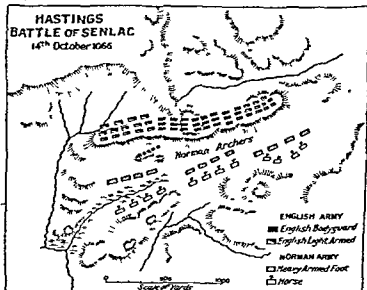 HASTINGS
BATTLE OF SENLAC
14th October 1066
Norman Archers
ENGLISH ARMY
English Bodyguard
English Light Armed
NORMAN ARMY
Heavy Armed Foot
Horse
0 500 1000
Scale of Yards